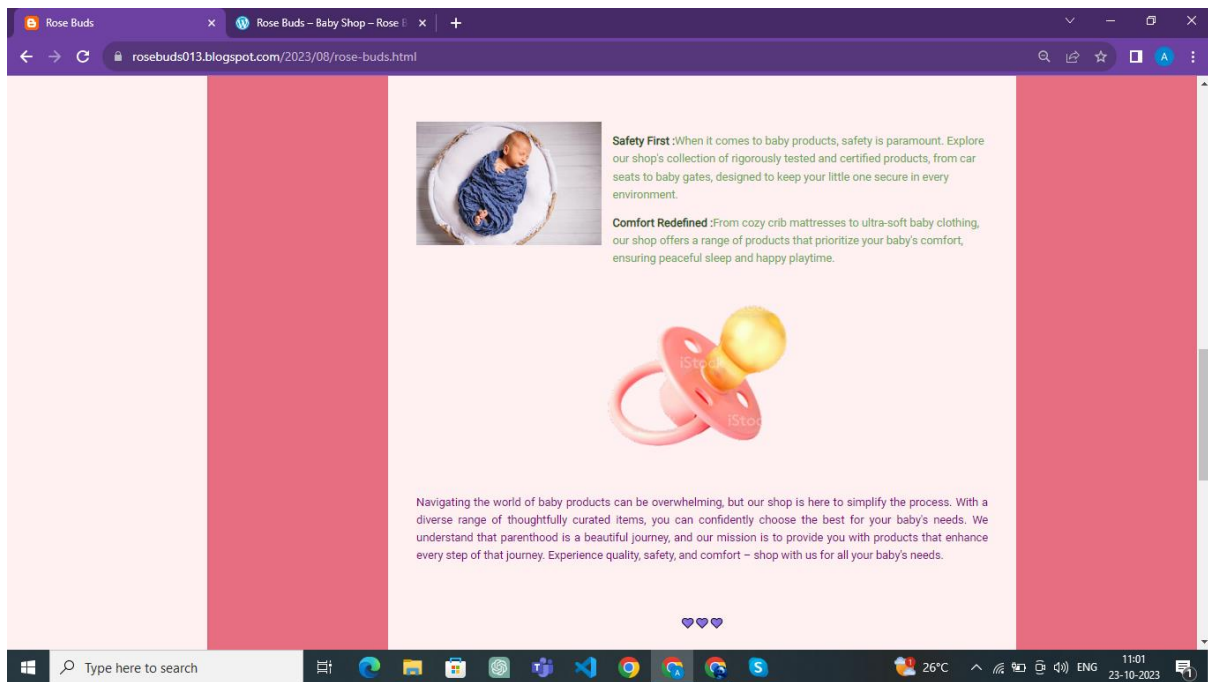 Rose Buds
Rose Buds – Baby Shop – Rose B
rosebuds013.blogspot.com/2023/08/rose-buds.html
A
Safety First :When it comes to baby products, safety is paramount. Explore
our shop's collection of rigorously tested and certified products, from car
seats to baby gates, designed to keep your little one secure in every
environment.
Comfort Redefined :From cozy crib mattresses to ultra-soft baby clothing,
our shop offers a range of products that prioritize your baby's comfort,
ensuring peaceful sleep and happy playtime.
iStock
iStoc
Navigating the world of baby products can be overwhelming, but our shop is here to simplify the process. With a
diverse range of thoughtfully curated items, you can confidently choose the best for your baby's needs. We
understand that parenthood is a beautiful journey, and our mission is to provide you with products that enhance
every step of that journey. Experience quality, safety, and comfort – shop with us for all your baby's needs.
Type here to search
26°C
ENG
11:01
23-10-2023